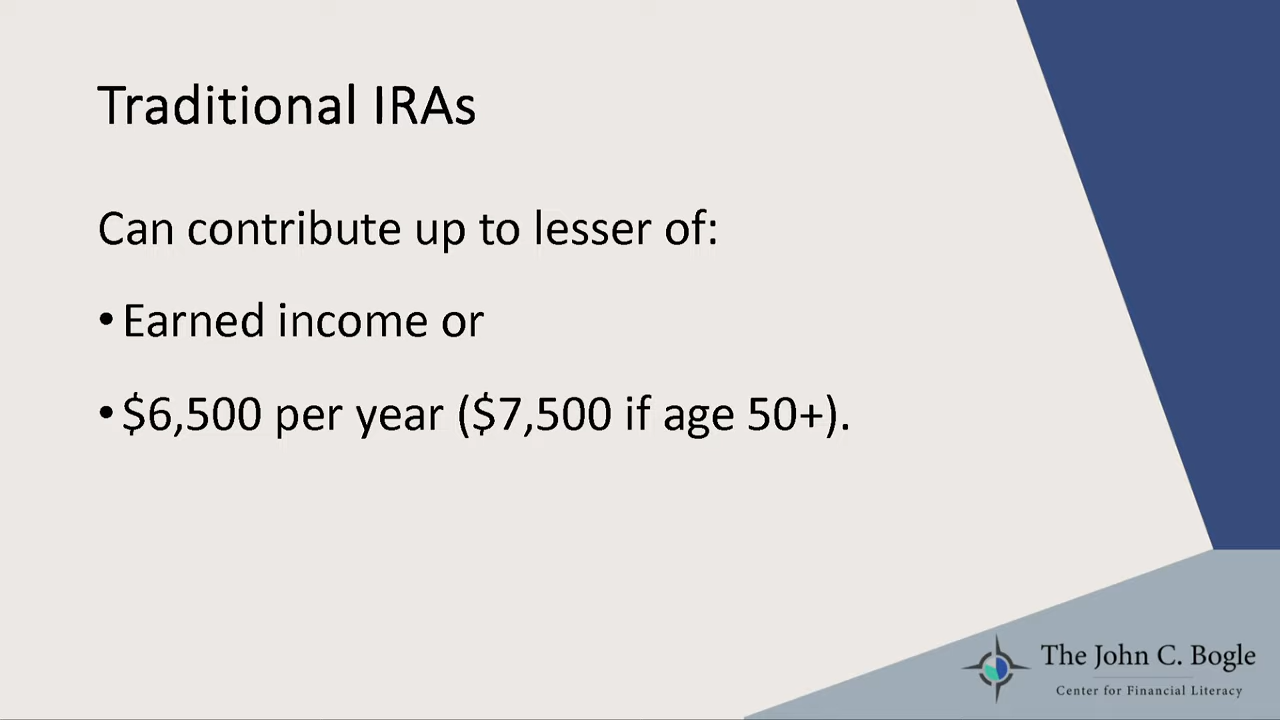 Traditional IRAs
Can contribute up to lesser of:
• Earned income or
• $6,500 per year ($7,500 if age 50+).
The John C. Bogle
Center for Financial Literacy